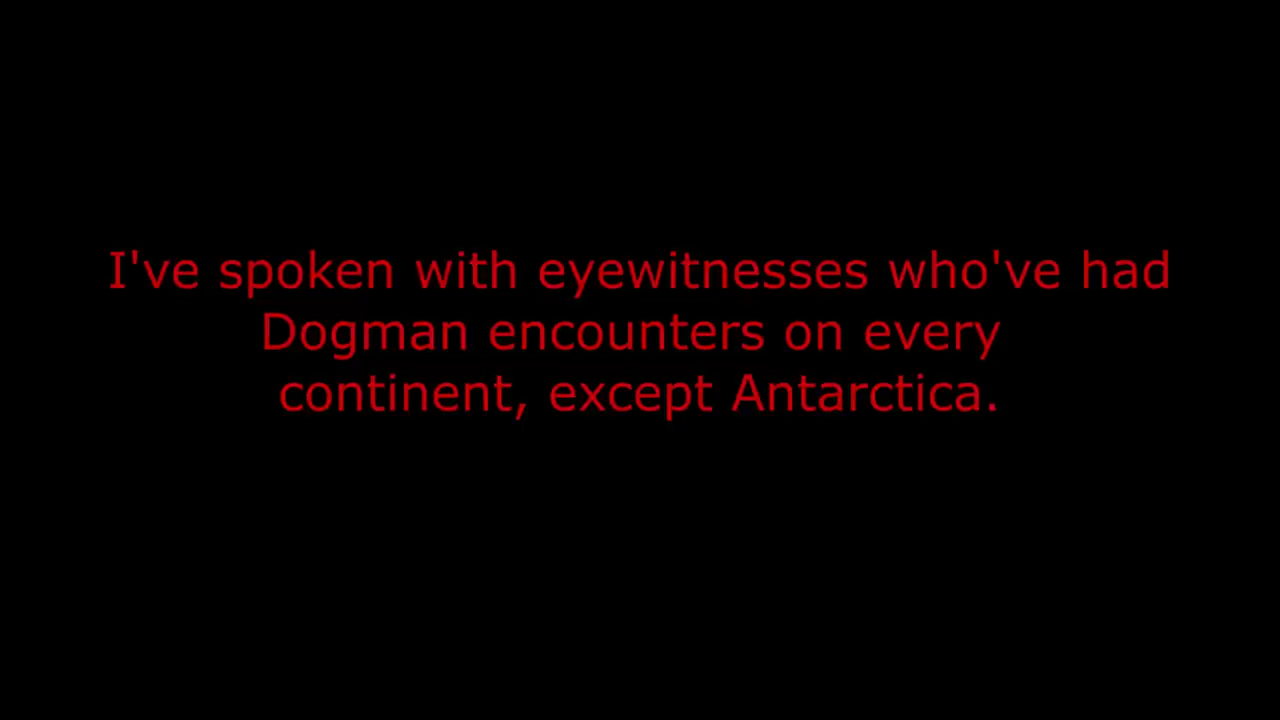 I've spoken with eyewitnesses who've had
Dogman encounters on every
continent, except Antarctica.